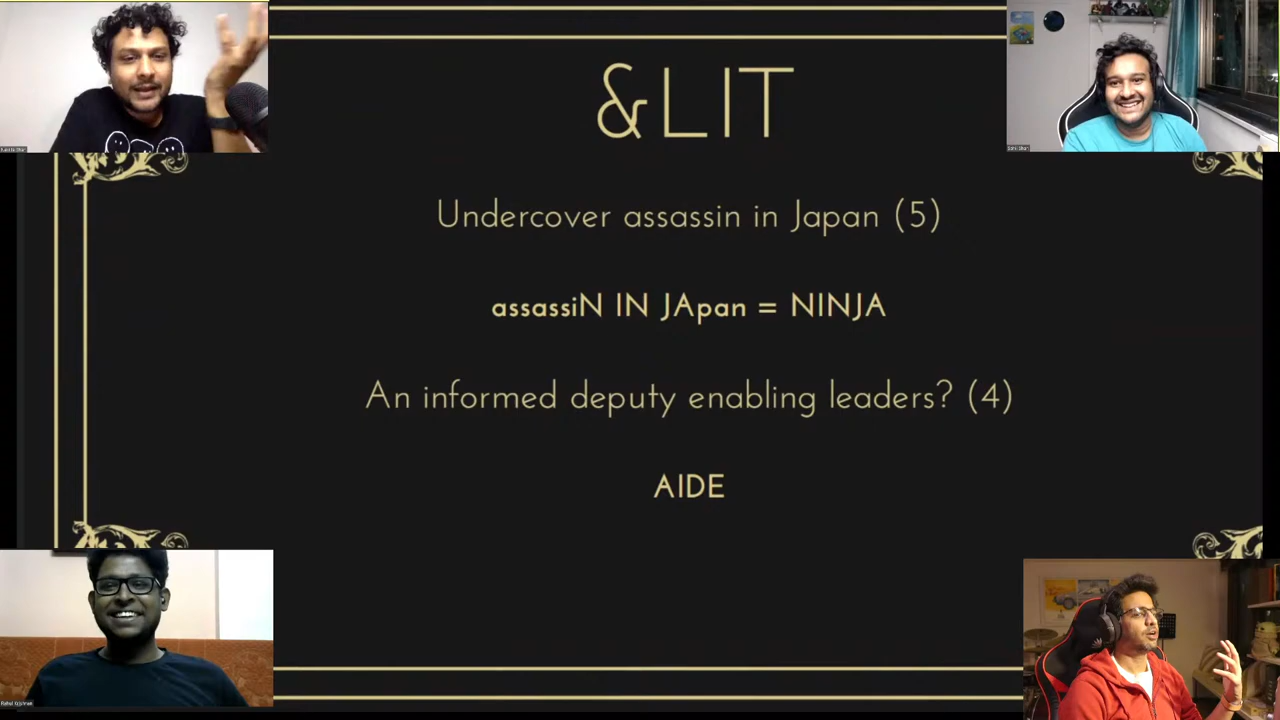 &LIT
Undercover assassin in Japan (5)
assassiN IN JApan = NINJA
An informed deputy enabling leaders? (4)
AIDE